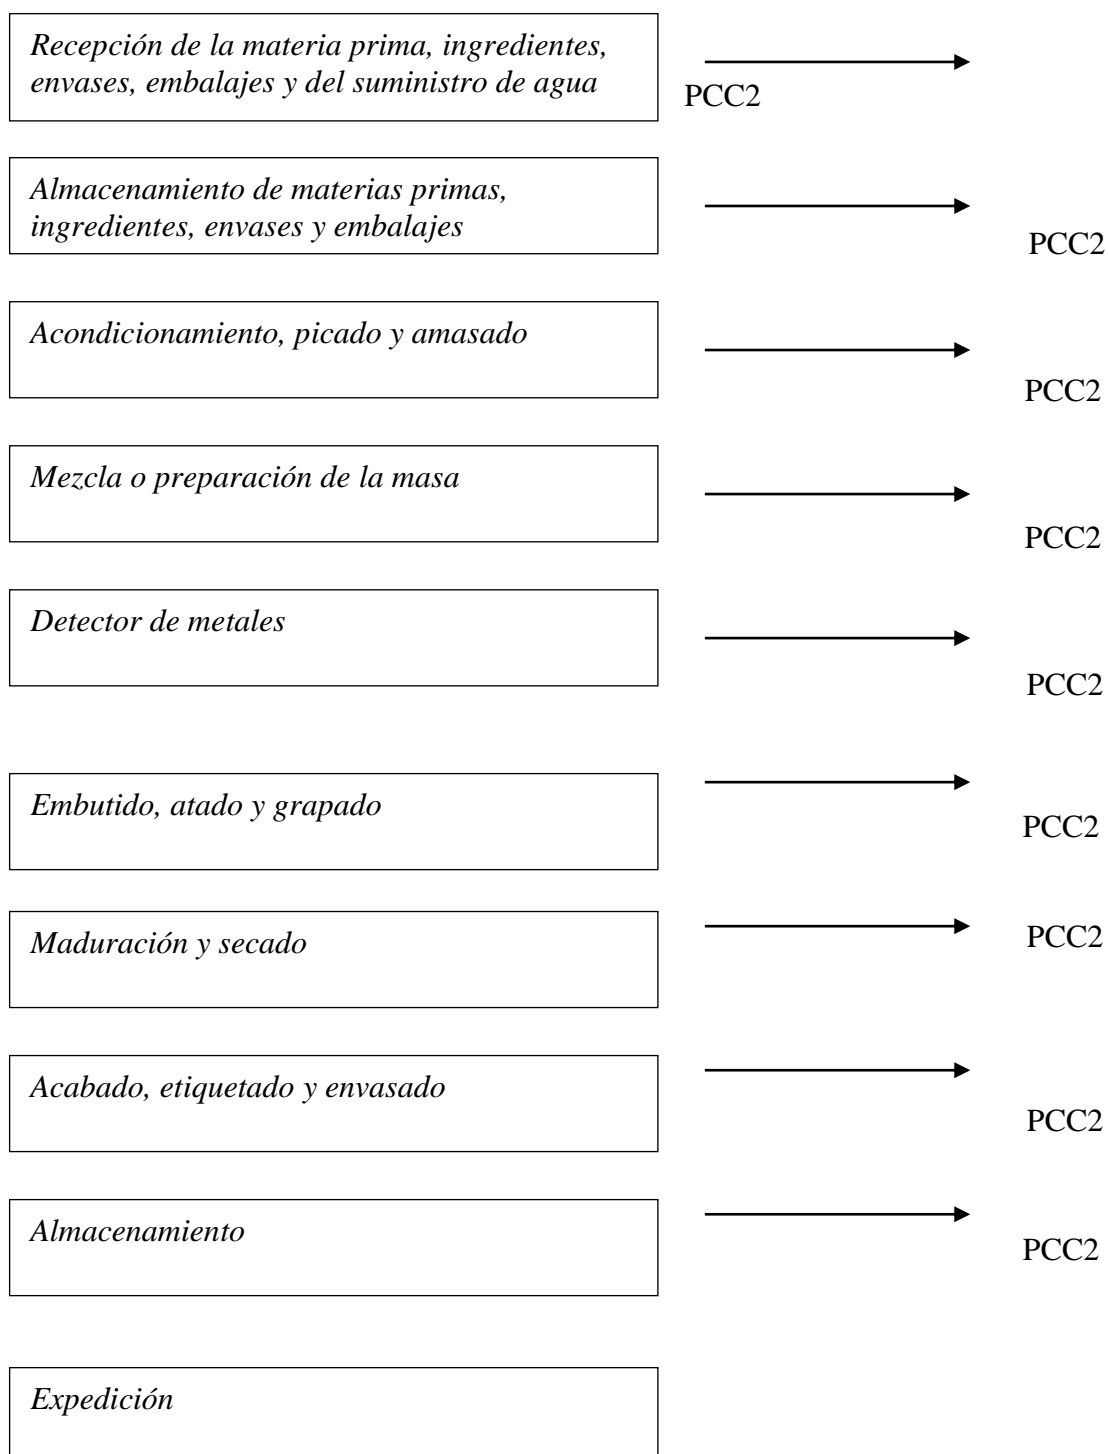 Recepción de la materia prima, ingredientes,
envases, embalajes y del suministro de agua
PCC2
Almacenamiento de materias primas,
ingredientes, envases y embalajes
PCC2
Acondicionamiento, picado y amasado
PCC2
Mezcla o preparación de la masa
PCC2
Detector de metales
PCC2
Embutido, atado y grapado
PCC2
Maduración y secado
PCC2
Acabado, etiquetado y envasado
PCC2
Almacenamiento
PCC2
Expedición